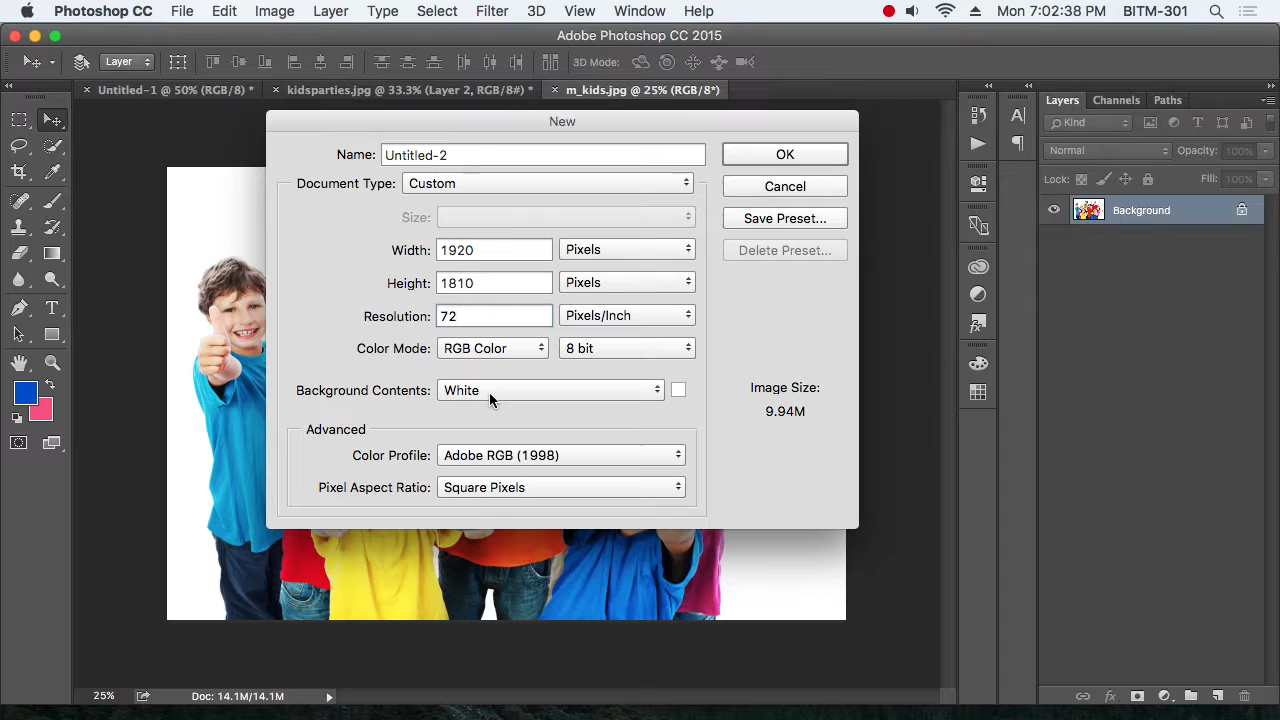 Photoshop CC File Edit Image Layer Type Select Filter 3D View Window Help Mon 7:02:38 PM BITM-301
Adobe Photoshop CC 2015
Layer 3D Mode:
Untitled-1 @ 50% (RGB/8) * kidsparties.jpg @ 33.3% (Layer 2, RGB/8#) * m_kids.jpg @ 25% (RGB/8*)
Layers Channels Paths
New
Kind
Name: Untitled-2 OK
Normal Opacity: 100%
Document Type: Custom Cancel
Lock: Fill: 100%
Size: Save Preset...
Background
Width: 1920 Pixels Delete Preset...
Height: 1810 Pixels
Resolution: 72 Pixels/Inch
Color Mode: RGB Color 8 bit
Background Contents: White Image Size:
9.94M
Advanced
Color Profile: Adobe RGB (1998)
Pixel Aspect Ratio: Square Pixels
25% Doc: 14.1M/14.1M